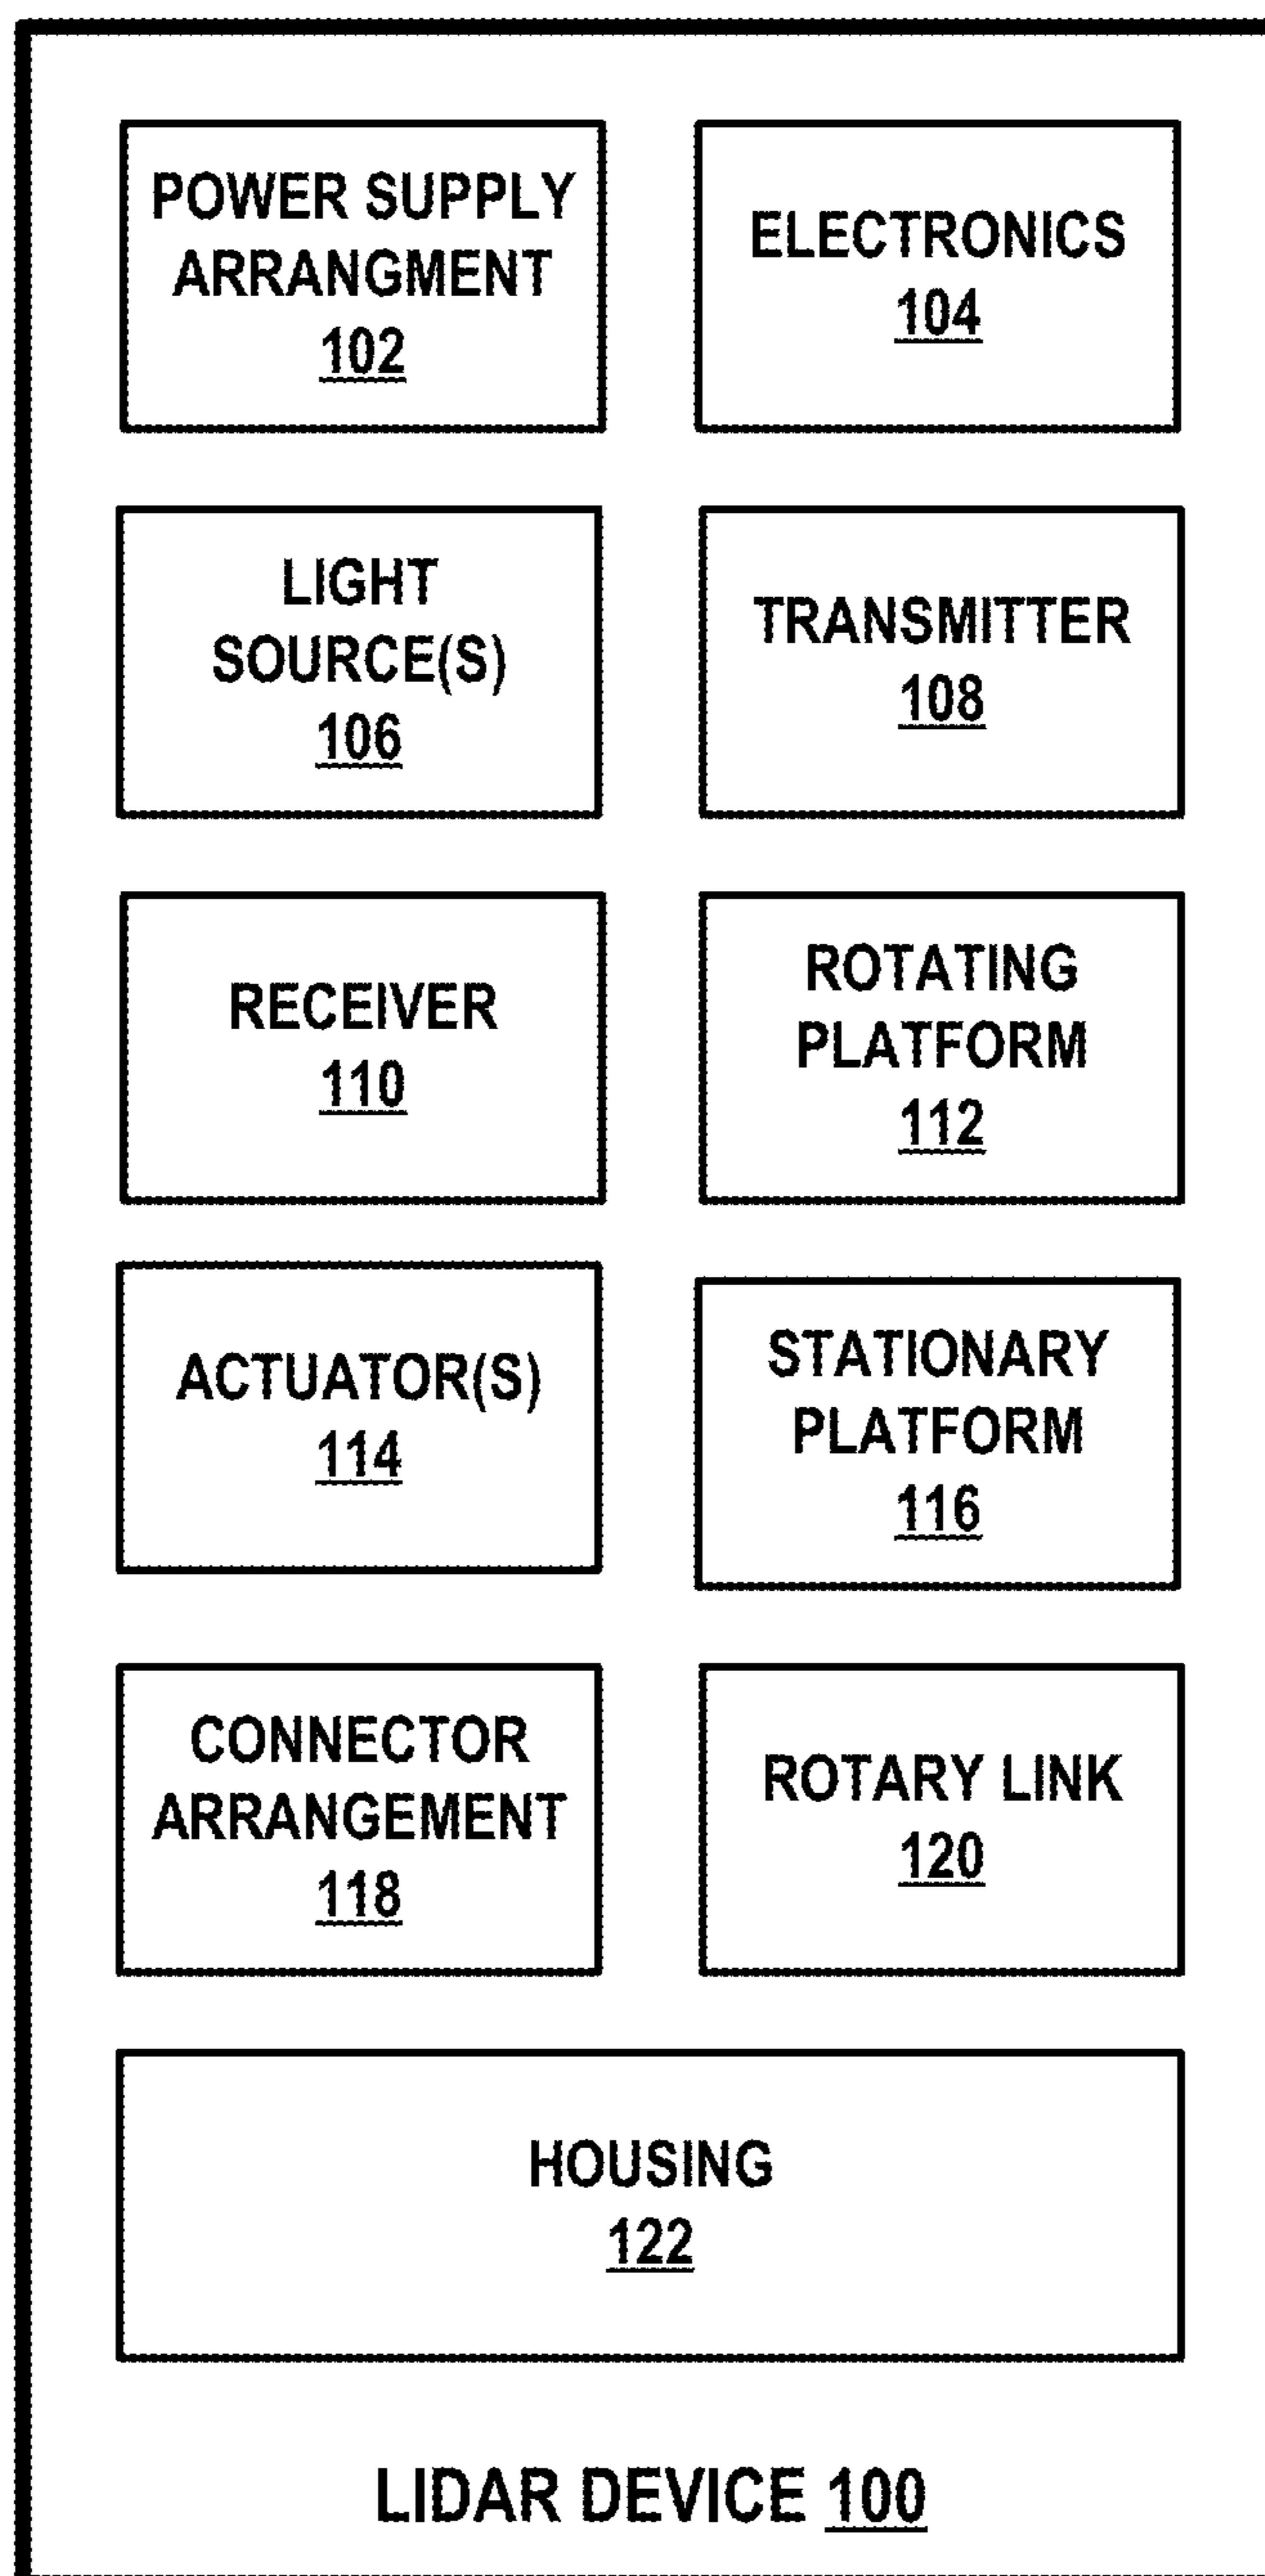 POWER SUPPLY
ARRANGMENT
102
ELECTRONICS
104
LIGHT
SOURCE(S)
106
TRANSMITTER
108
RECEIVER
110
ROTATING
PLATFORM
112
ACTUATOR(S)
114
STATIONARY
PLATFORM
116
CONNECTOR
ARRANGEMENT
118
ROTARY LINK
120
HOUSING
122
LIDAR DEVICE 100